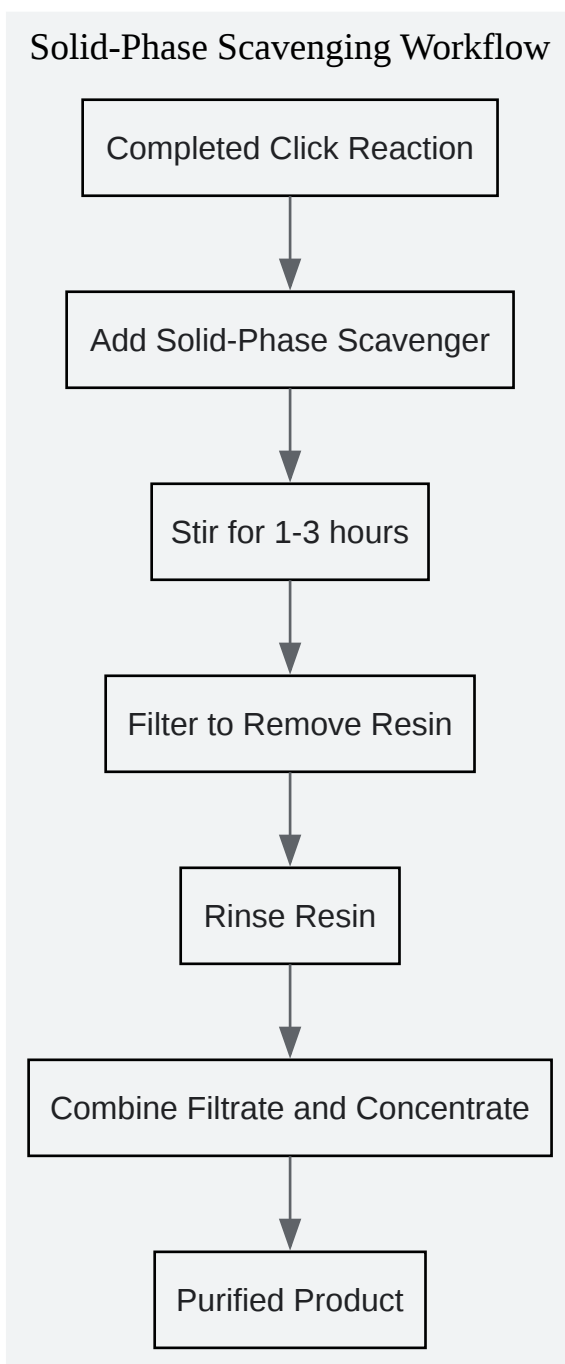 Solid-Phase Scavenging Workflow
Completed Click Reaction
Add Solid-Phase Scavenger
Stir for 1-3 hours
Filter to Remove Resin
Rinse Resin
Combine Filtrate and Concentrate
Purified Product